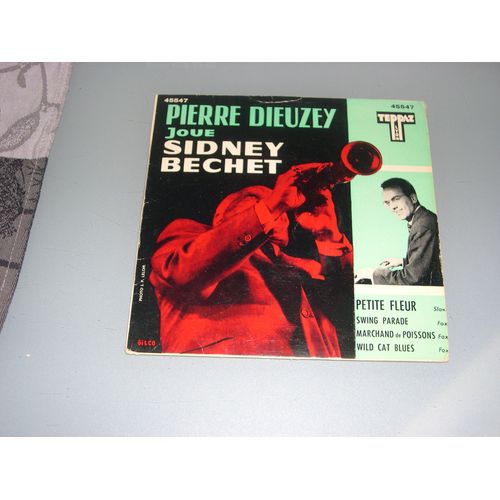 45547
PIERRE DIEUZEY
JOUE
SIDNEY
BECHET
45547
TEPPAZ
PETITE FLEUR Slow
SWING PARADE Fox
MARCHAND de POISSONS Fox
WILD CAT BLUES Fox
DILCO